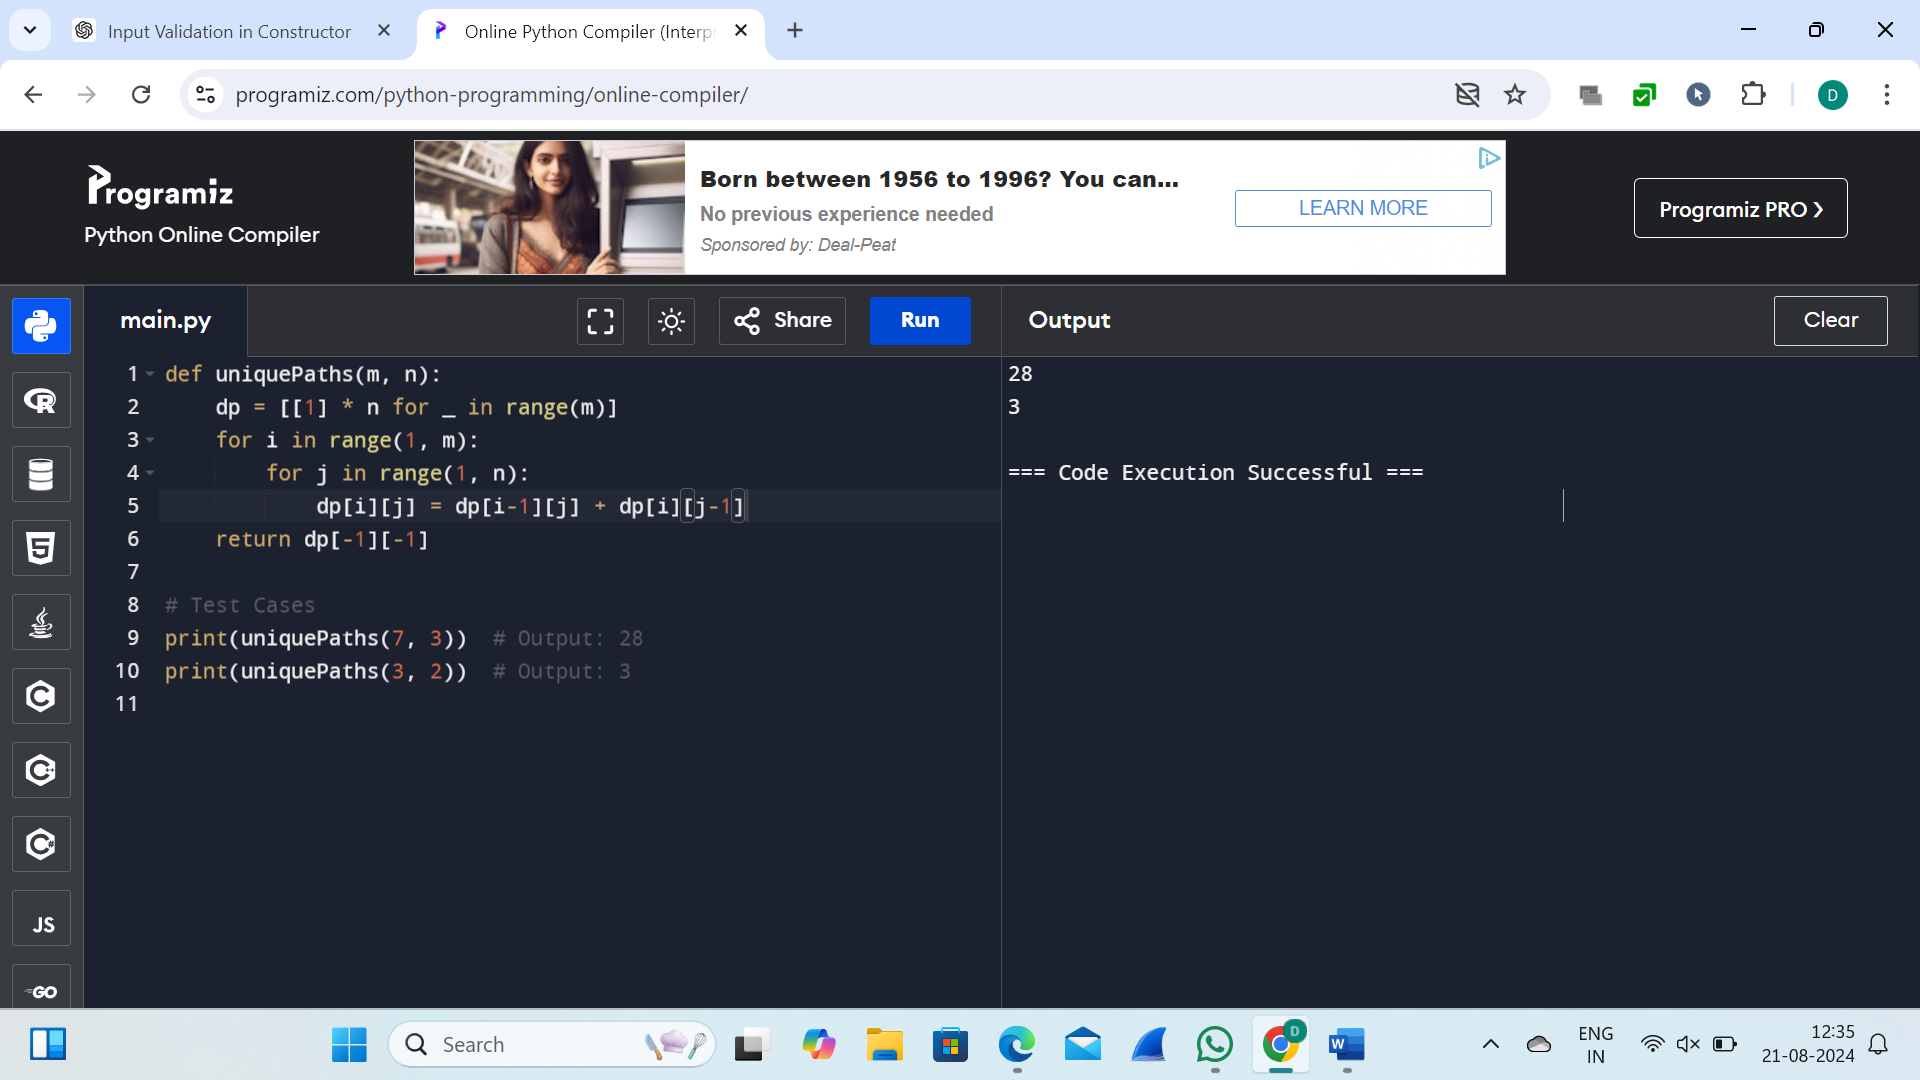 Input Validation in Constructor
Online Python Compiler (Interp
programiz.com/python-programming/online-compiler/
D
Programiz
Python Online Compiler
Born between 1956 to 1996? You can...
No previous experience needed
Sponsored by: Deal-Peat
LEARN MORE
Programiz PRO ›
main.py
Share
Run
Output
Clear
1 def uniquePaths(m, n):
2     dp = [[1] * n for _ in range(m)]
3     for i in range(1, m):
4         for j in range(1, n):
5             dp[i][j] = dp[i-1][j] + dp[i][j-1]
6     return dp[-1][-1]
7
8 # Test Cases
9 print(uniquePaths(7, 3))  # Output: 28
10 print(uniquePaths(3, 2))  # Output: 3
11
28
3
=== Code Execution Successful ===
R
5
C
C++
C#
JS
GO
Search
D
W
ENG
IN
12:35
21-08-2024